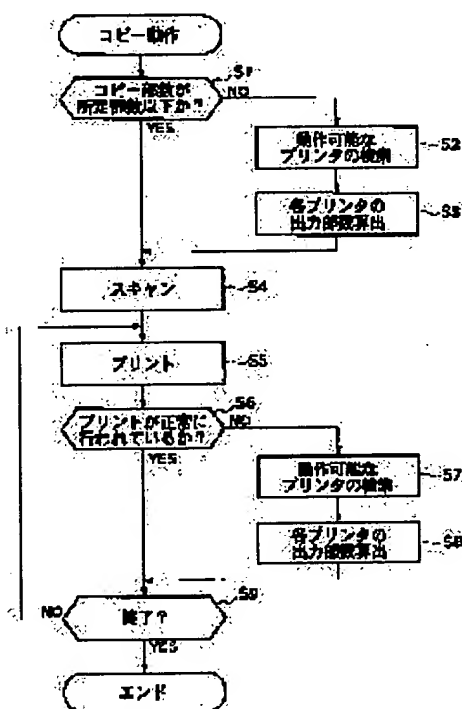 コピー動作
コピー部数が
所定部数以下か?
S1
NO
YES
動作可能な
プリンタの検索
S2
各プリンタの
出力部数算出
S3
スキャン
S4
プリント
S5
プリントが正常に
行われているか?
S6
NO
YES
動作可能な
プリンタの検索
S7
各プリンタの
出力部数算出
S8
終了?
S9
NO
YES
エンド